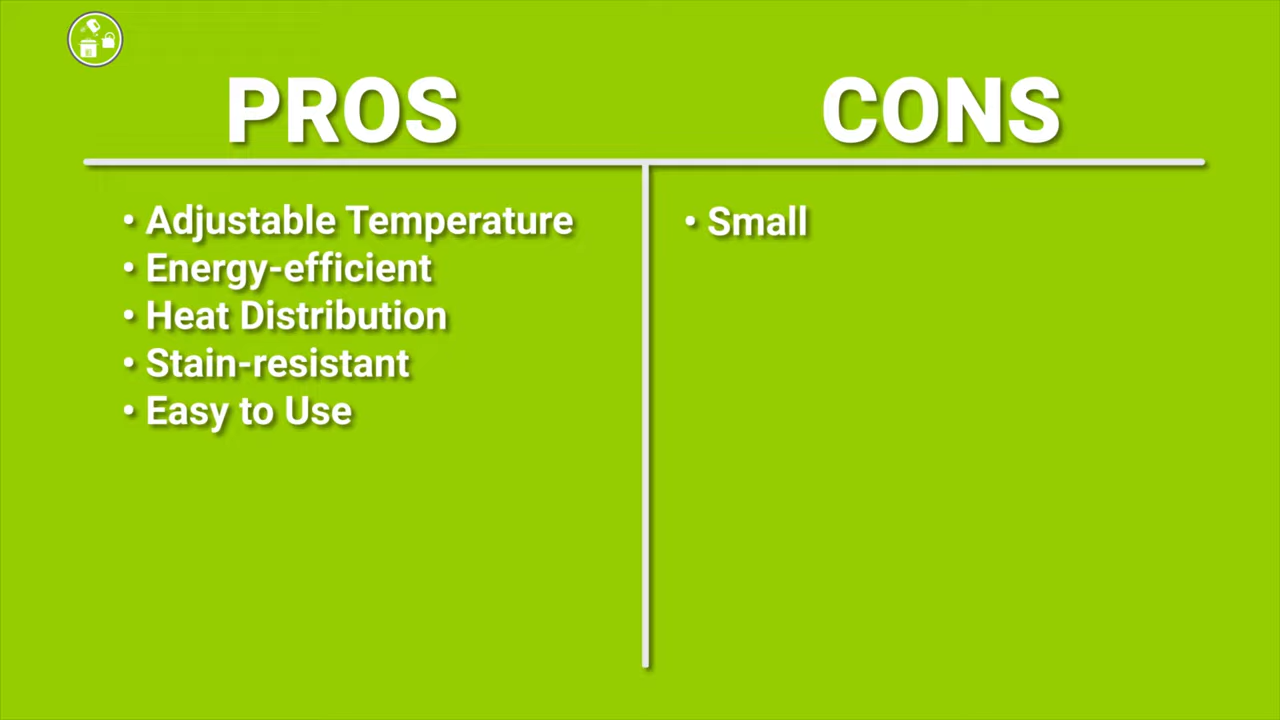 PROS
• Adjustable Temperature
• Energy-efficient
• Heat Distribution
• Stain-resistant
• Easy to Use
CONS
• Small